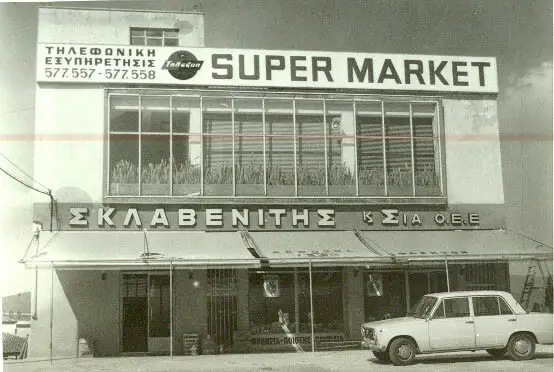 ΤΗΛΕΦΩΝΙΚΗ
ΕΞΥΠΗΡΕΤΗΣΙΣ
577.557 - 577.558
SUPER MARKET
ΣΚΛΑΒΕΝΙΤΗΣ Κ ΣΙΑ Ο.Ε.Ε